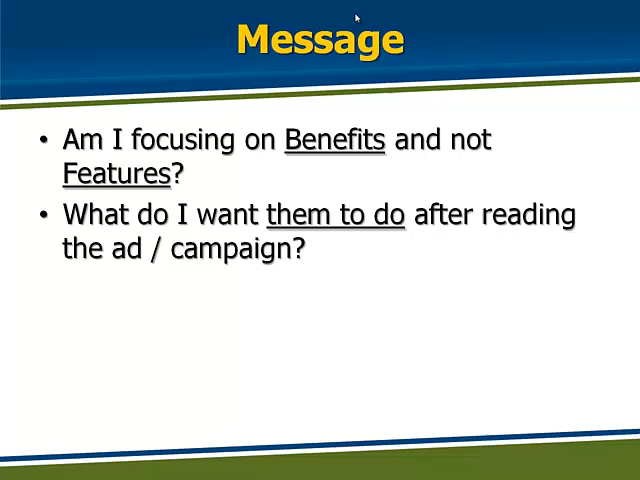 Message
• Am I focusing on Benefits and not
Features?
• What do I want them to do after reading
the ad / campaign?